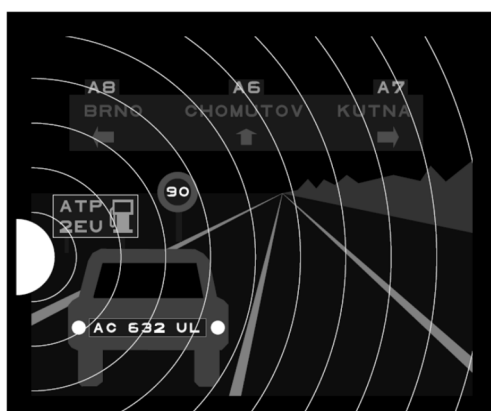 A8 A6 A7
BRNO CHOMUTOV KUTNA
90
ATP
2EU
AC 632 UL